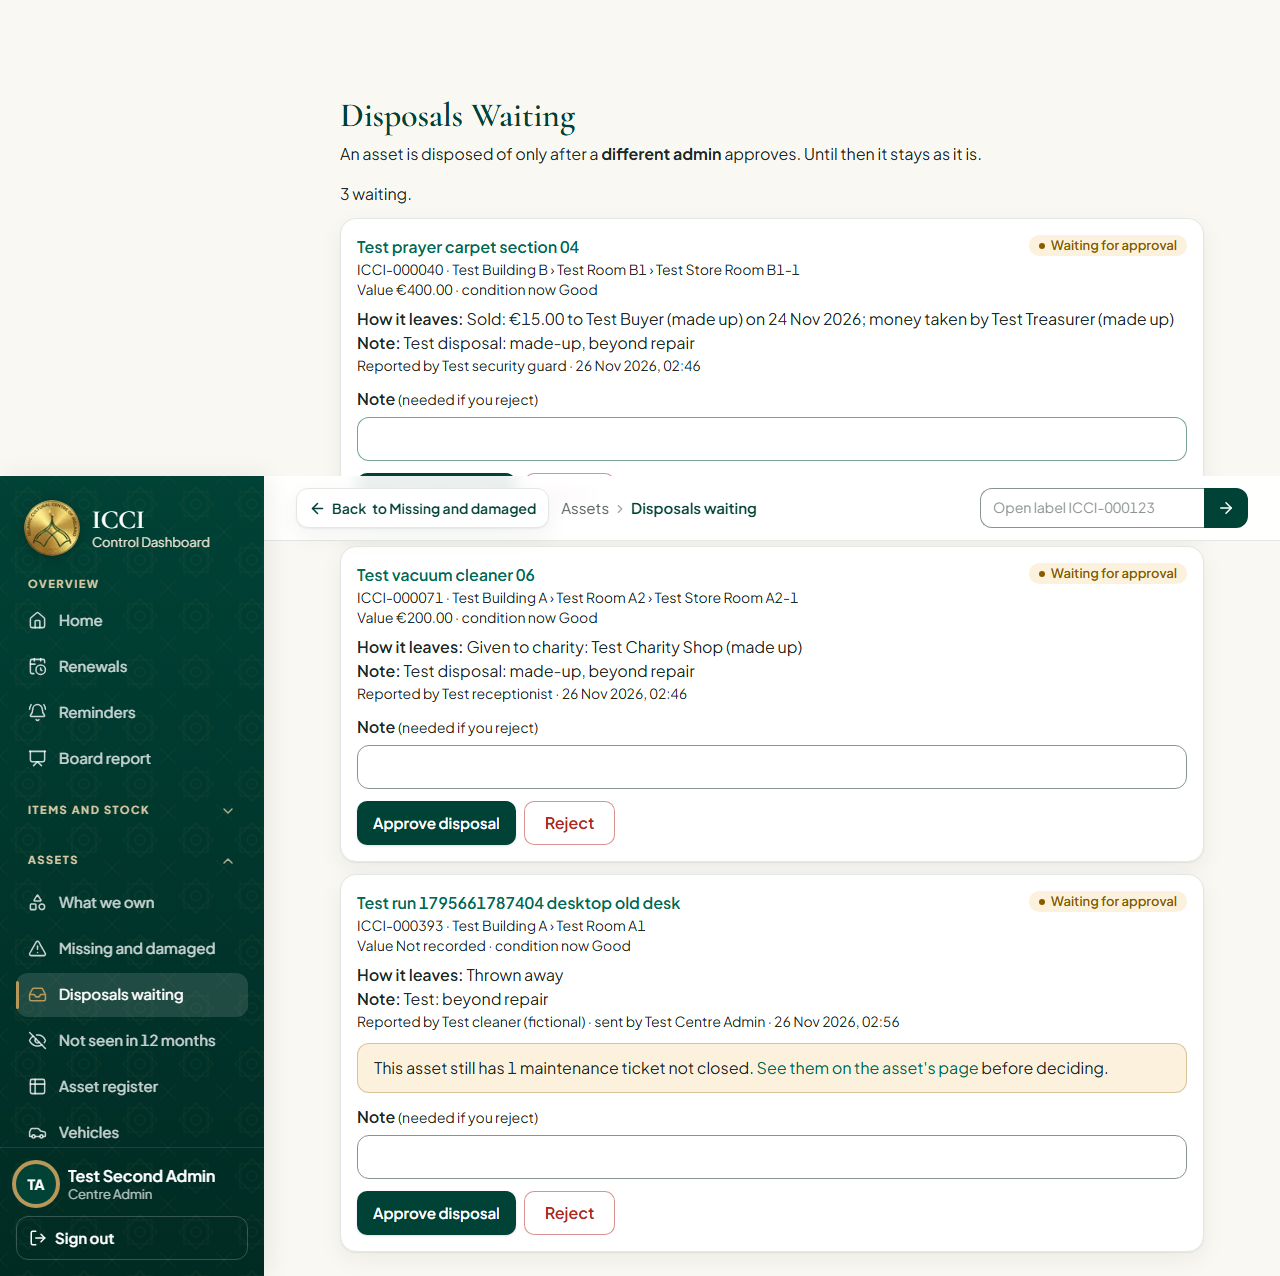 Disposals Waiting
An asset is disposed of only after a different admin approves. Until then it stays as it is.
3 waiting.
Test prayer carpet section 04
Waiting for approval
ICCI-000040 · Test Building B › Test Room B1 › Test Store Room B1-1
Value €400.00 · condition now Good
How it leaves: Sold: €15.00 to Test Buyer (made up) on 24 Nov 2026; money taken by Test Treasurer (made up)
Note: Test disposal: made-up, beyond repair
Reported by Test security guard · 26 Nov 2026, 02:46
Note (needed if you reject)
ICCI
Control Dashboard
OVERVIEW
Home
Renewals
Reminders
Board report
ITEMS AND STOCK
ASSETS
What we own
Missing and damaged
Disposals waiting
Not seen in 12 months
Asset register
Vehicles
TA
Test Second Admin
Centre Admin
Sign out
Back to Missing and damaged
Assets › Disposals waiting
Open label ICCI-000123
Test vacuum cleaner 06
Waiting for approval
ICCI-000071 · Test Building A › Test Room A2 › Test Store Room A2-1
Value €200.00 · condition now Good
How it leaves: Given to charity: Test Charity Shop (made up)
Note: Test disposal: made-up, beyond repair
Reported by Test receptionist · 26 Nov 2026, 02:46
Note (needed if you reject)
Approve disposal
Reject
Test run 1795661787404 desktop old desk
Waiting for approval
ICCI-000393 · Test Building A › Test Room A1
Value Not recorded · condition now Good
How it leaves: Thrown away
Note: Test: beyond repair
Reported by Test cleaner (fictional) · sent by Test Centre Admin · 26 Nov 2026, 02:56
This asset still has 1 maintenance ticket not closed. See them on the asset's page before deciding.
Note (needed if you reject)
Approve disposal
Reject